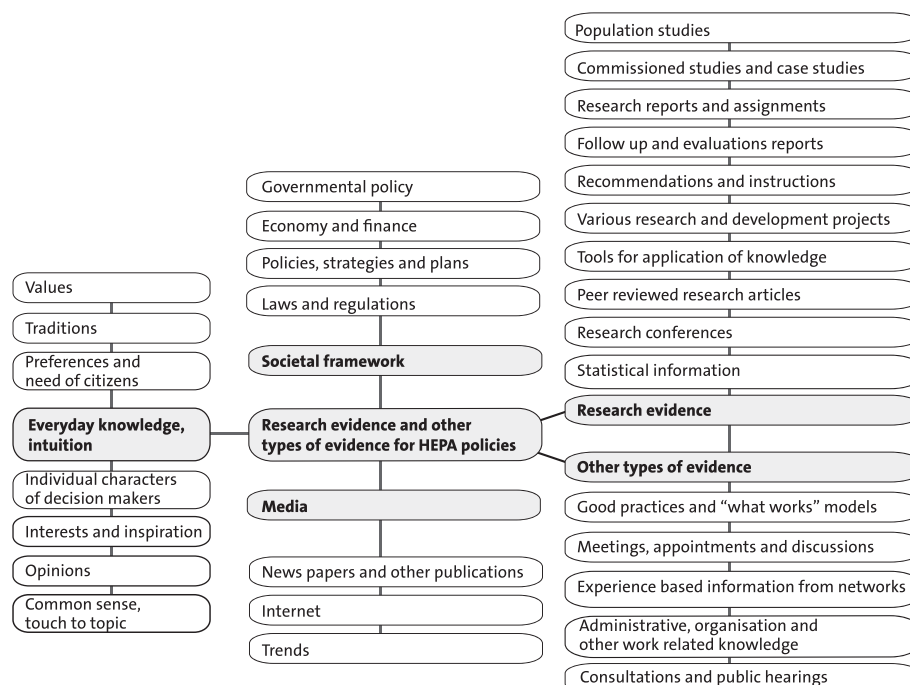 Values
Traditions
Preferences and
need of citizens
Everyday knowledge,
intuition
Individual characters
of decision makers
Interests and inspiration
Opinions
Common sense,
touch to topic
Governmental policy
Economy and finance
Policies, strategies and plans
Laws and regulations
Societal framework
Research evidence and other
types of evidence for HEPA policies
Media
News papers and other publications
Internet
Trends
Population studies
Commissioned studies and case studies
Research reports and assignments
Follow up and evaluations reports
Recommendations and instructions
Various research and development projects
Tools for application of knowledge
Peer reviewed research articles
Research conferences
Statistical information
Research evidence
Other types of evidence
Good practices and “what works” models
Meetings, appointments and discussions
Experience based information from networks
Administrative, organisation and
other work related knowledge
Consultations and public hearings